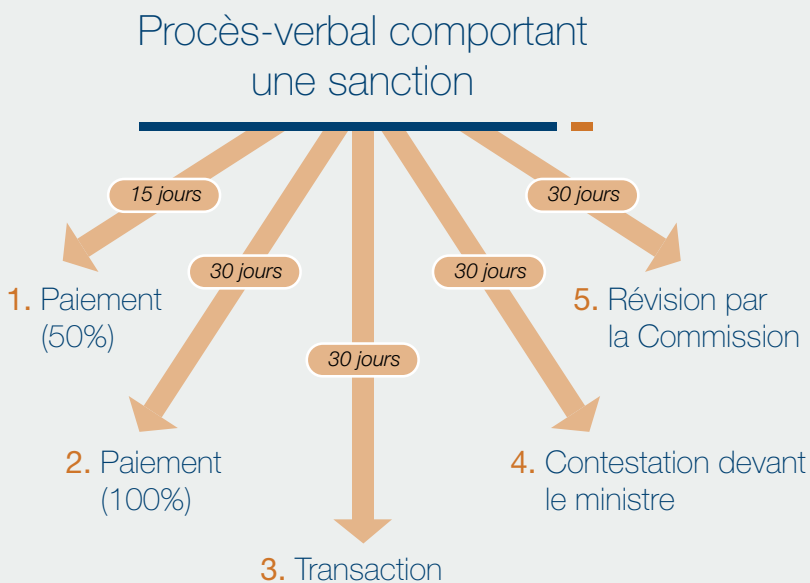 Procès-verbal comportant
une sanction
15 jours
30 jours
30 jours
30 jours
30 jours
1. Paiement
(50%)
2. Paiement
(100%)
3. Transaction
4. Contestation devant
le ministre
5. Révision par
la Commission